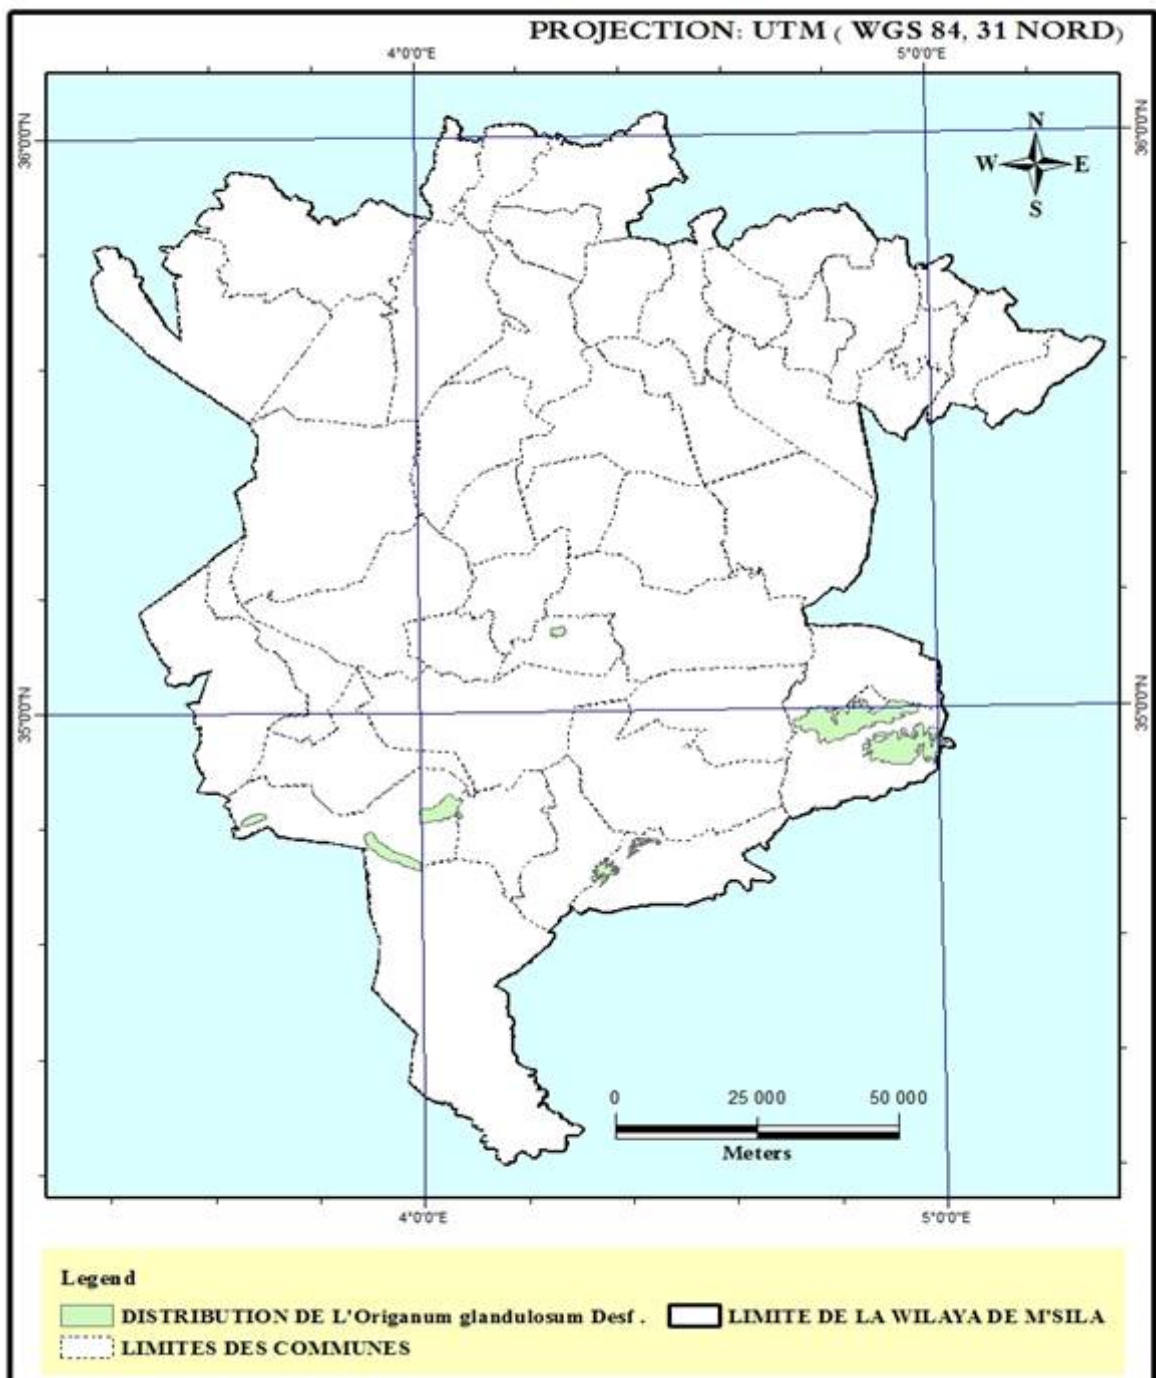 PROJECTION: UTM ( WGS 84, 31 NORD)
4°0'0"E 5°0'0"E
36°0'0"N 36°0'0"N
N
W E
S
35°0'0"N 35°0'0"N
0 25 000 50 000
Meters
4°0'0"E 5°0'0"E
Legend
DISTRIBUTION DE L'Origanum glandulosum Desf . LIMITE DE LA WILAYA DE M'SILA
LIMITES DES COMMUNES